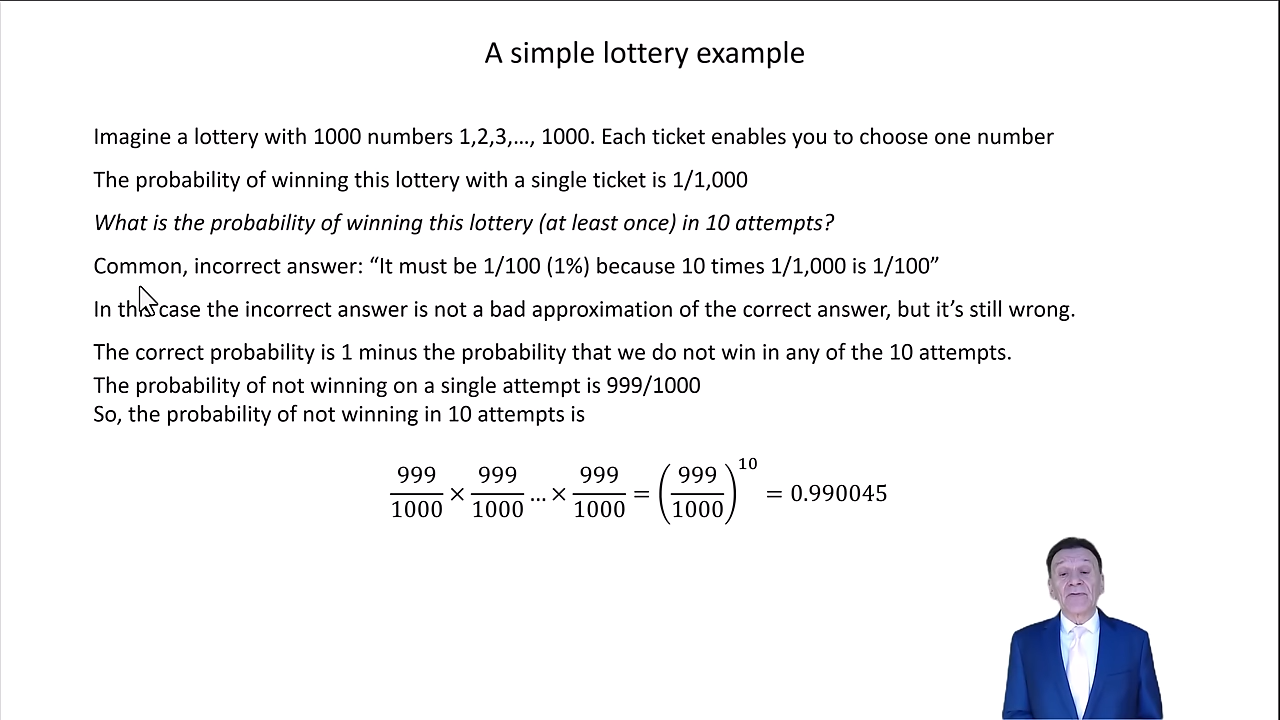 A simple lottery example
Imagine a lottery with 1000 numbers 1,2,3,…, 1000. Each ticket enables you to choose one number
The probability of winning this lottery with a single ticket is 1/1,000
What is the probability of winning this lottery (at least once) in 10 attempts?
Common, incorrect answer: “It must be 1/100 (1%) because 10 times 1/1,000 is 1/100”
In this case the incorrect answer is not a bad approximation of the correct answer, but it’s still wrong.
The correct probability is 1 minus the probability that we do not win in any of the 10 attempts.
The probability of not winning on a single attempt is 999/1000
So, the probability of not winning in 10 attempts is
999/1000 × 999/1000 … × 999/1000 = (999/1000)^10 = 0.990045